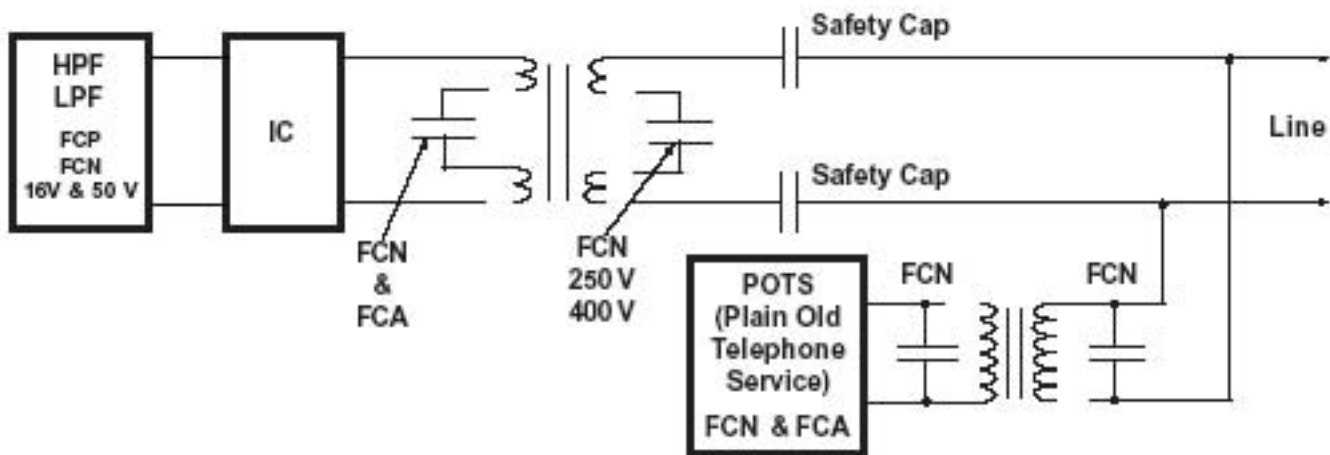 Safety Cap
HPF
LPF
FCP
FCN
16V & 50 V
IC
Line
Safety Cap
FCN
&
FCA
FCN
250 V
400 V
POTS
(Plain Old
Telephone
Service)
FCN & FCA
FCN
FCN